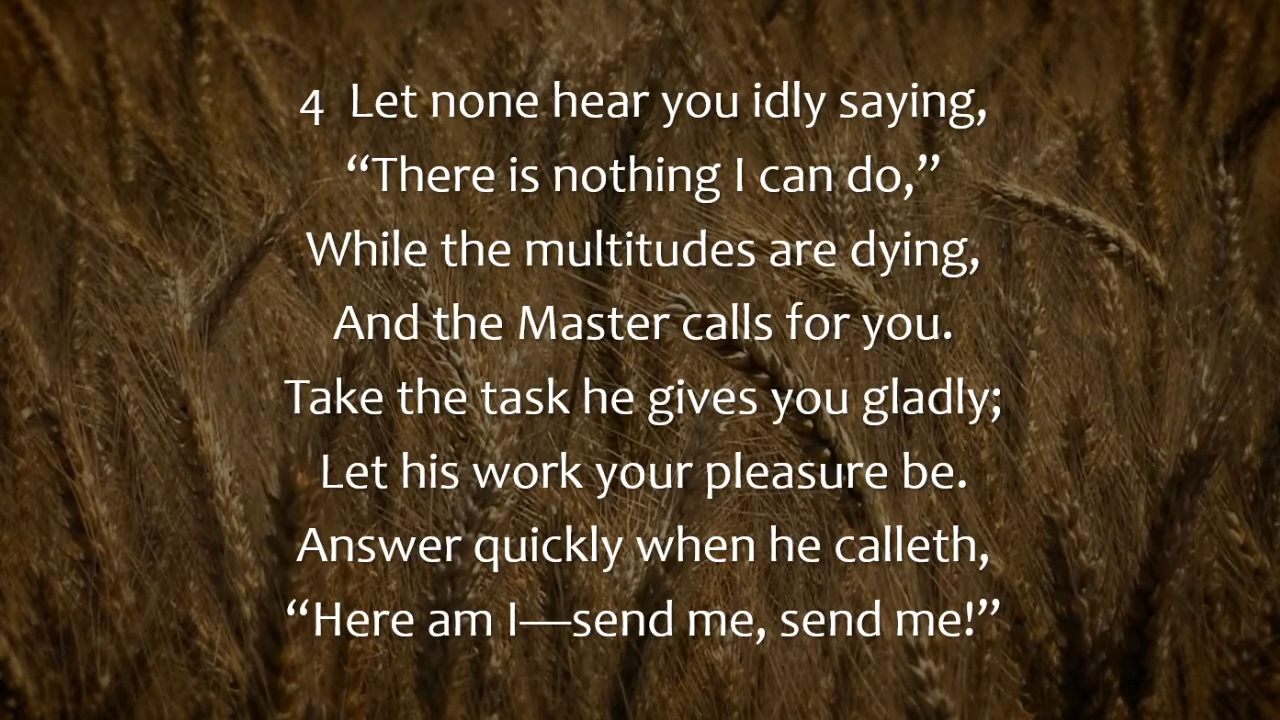 4 Let none hear you idly saying,
“There is nothing I can do,”
While the multitudes are dying,
And the Master calls for you.
Take the task he gives you gladly;
Let his work your pleasure be.
Answer quickly when he calleth,
“Here am I—send me, send me!”